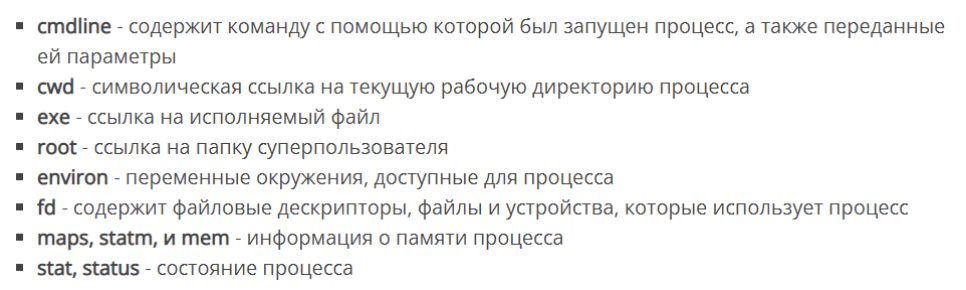 ▪ cmdline - содержит команду с помощью которой был запущен процесс, а также переданные
ей параметры
▪ cwd - символическая ссылка на текущую рабочую директорию процесса
▪ exe - ссылка на исполняемый файл
▪ root - ссылка на папку суперпользователя
▪ environ - переменные окружения, доступные для процесса
▪ fd - содержит файловые дескрипторы, файлы и устройства, которые использует процесс
▪ maps, statm, и mem - информация о памяти процесса
▪ stat, status - состояние процесса